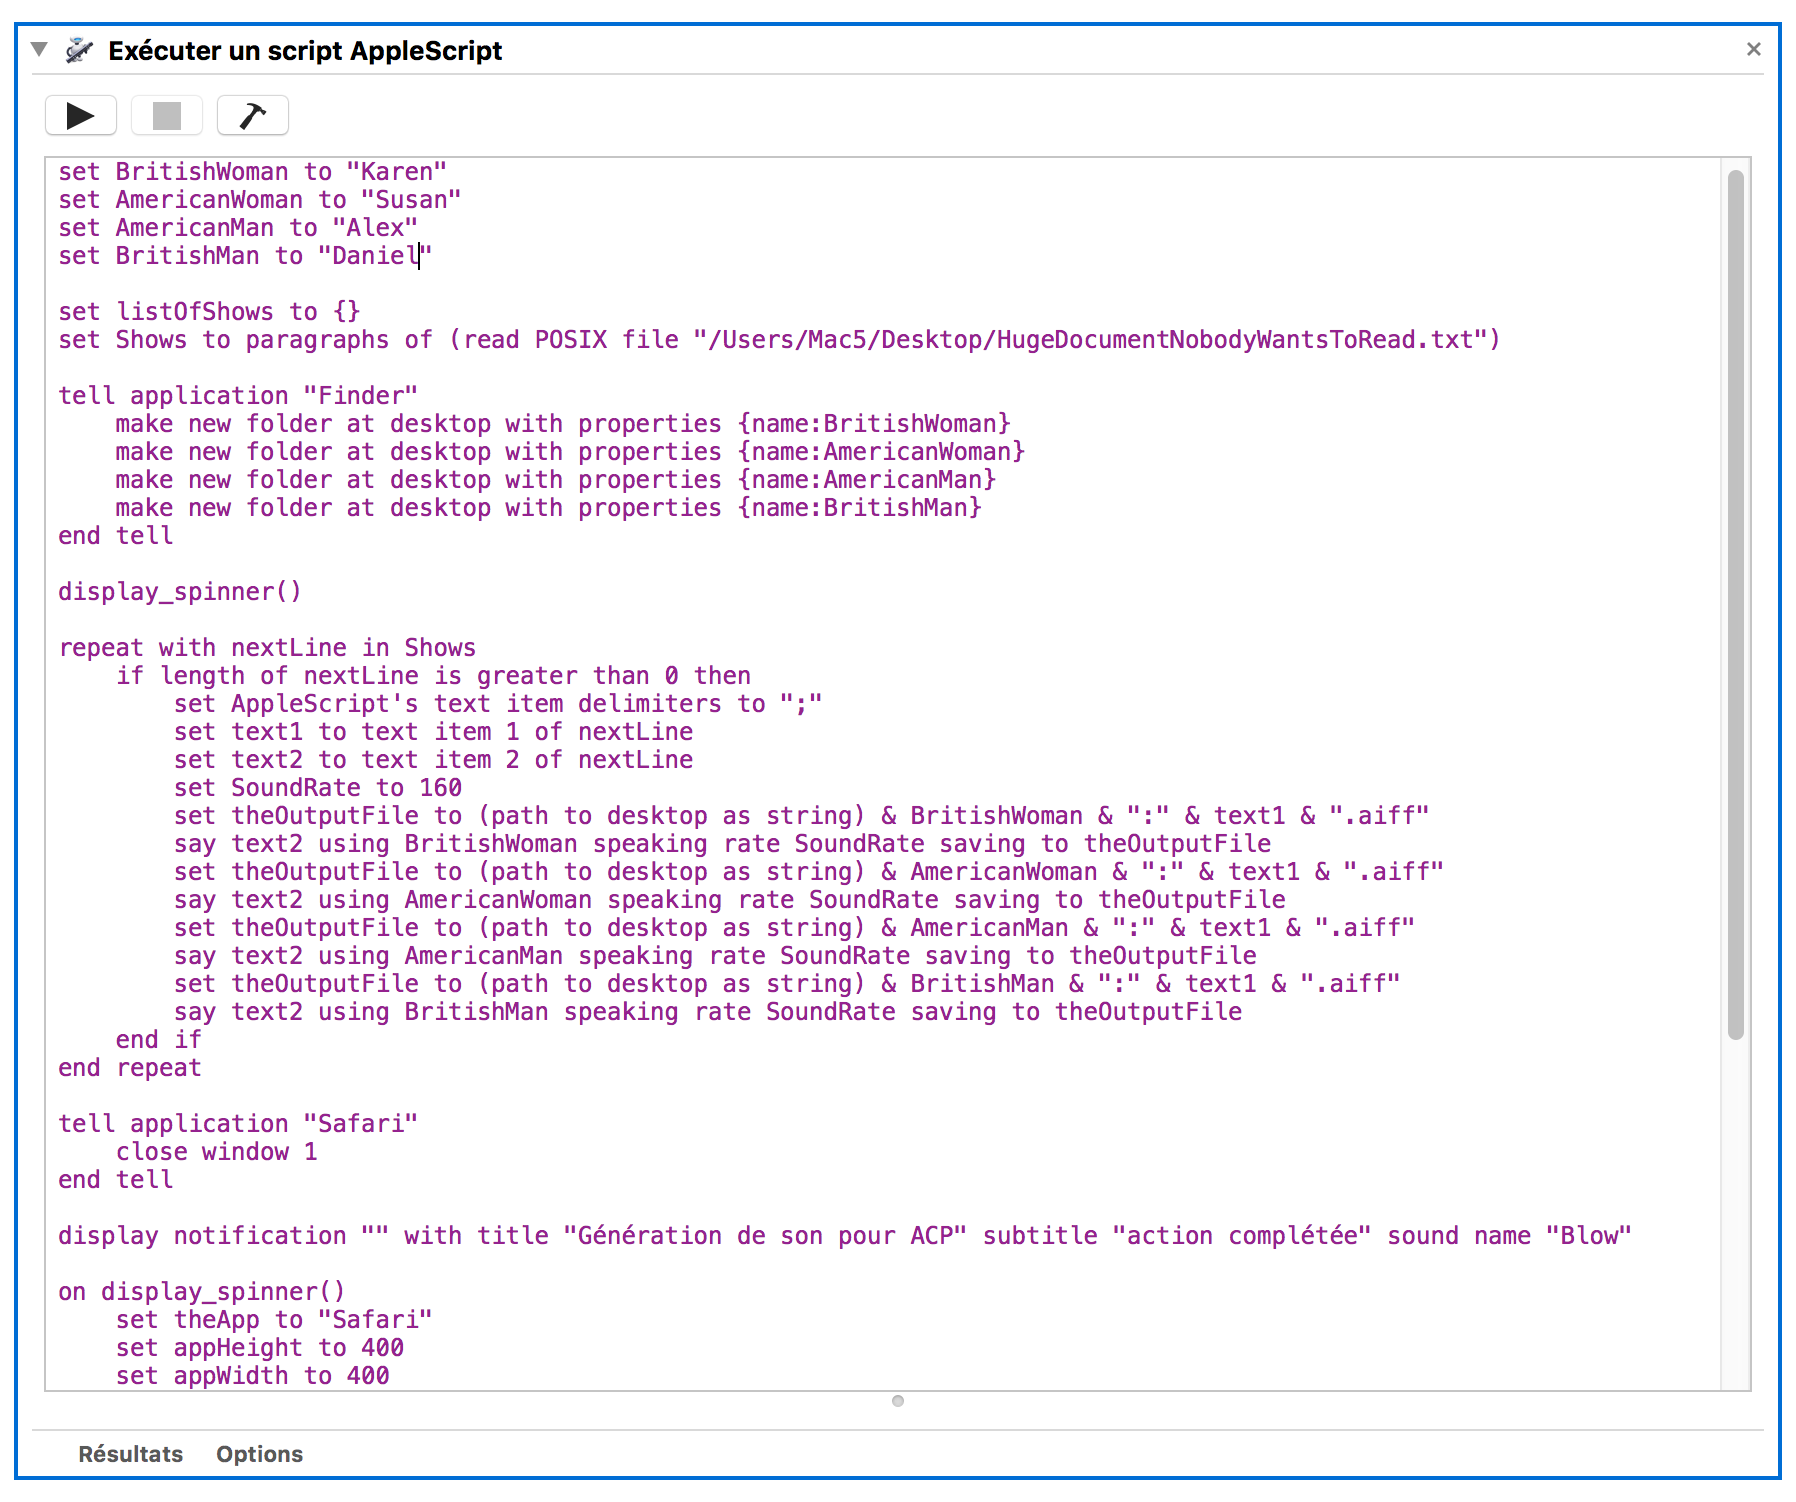 Exécuter un script AppleScript
set BritishWoman to "Karen"
set AmericanWoman to "Susan"
set AmericanMan to "Alex"
set BritishMan to "Daniel"
set listOfShows to {}
set Shows to paragraphs of (read POSIX file "/Users/Mac5/Desktop/HugeDocumentNobodyWantsToRead.txt")
tell application "Finder"
make new folder at desktop with properties {name:BritishWoman}
make new folder at desktop with properties {name:AmericanWoman}
make new folder at desktop with properties {name:AmericanMan}
make new folder at desktop with properties {name:BritishMan}
end tell
display_spinner()
repeat with nextLine in Shows
if length of nextLine is greater than 0 then
set AppleScript's text item delimiters to ";"
set text1 to text item 1 of nextLine
set text2 to text item 2 of nextLine
set SoundRate to 160
set theOutputFile to (path to desktop as string) & BritishWoman & ":" & text1 & ".aiff"
say text2 using BritishWoman speaking rate SoundRate saving to theOutputFile
set theOutputFile to (path to desktop as string) & AmericanWoman & ":" & text1 & ".aiff"
say text2 using AmericanWoman speaking rate SoundRate saving to theOutputFile
set theOutputFile to (path to desktop as string) & AmericanMan & ":" & text1 & ".aiff"
say text2 using AmericanMan speaking rate SoundRate saving to theOutputFile
set theOutputFile to (path to desktop as string) & BritishMan & ":" & text1 & ".aiff"
say text2 using BritishMan speaking rate SoundRate saving to theOutputFile
end if
end repeat
tell application "Safari"
close window 1
end tell
display notification "" with title "Génération de son pour ACP" subtitle "action complétée" sound name "Blow"
on display_spinner()
set theApp to "Safari"
set appHeight to 400
set appWidth to 400
Résultats Options